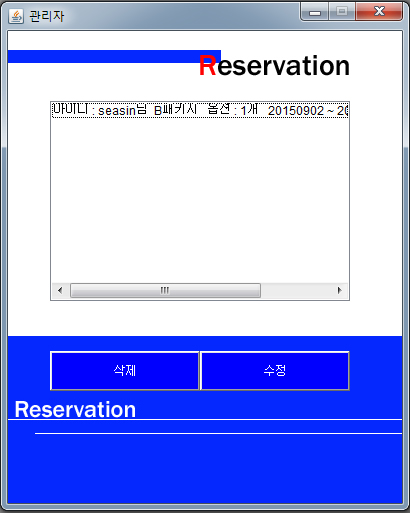 관리자
Reservation
아이디 : seasin님 B패키지 옵션 : 1개 20150902 ~ 20
삭제
수정
Reservation